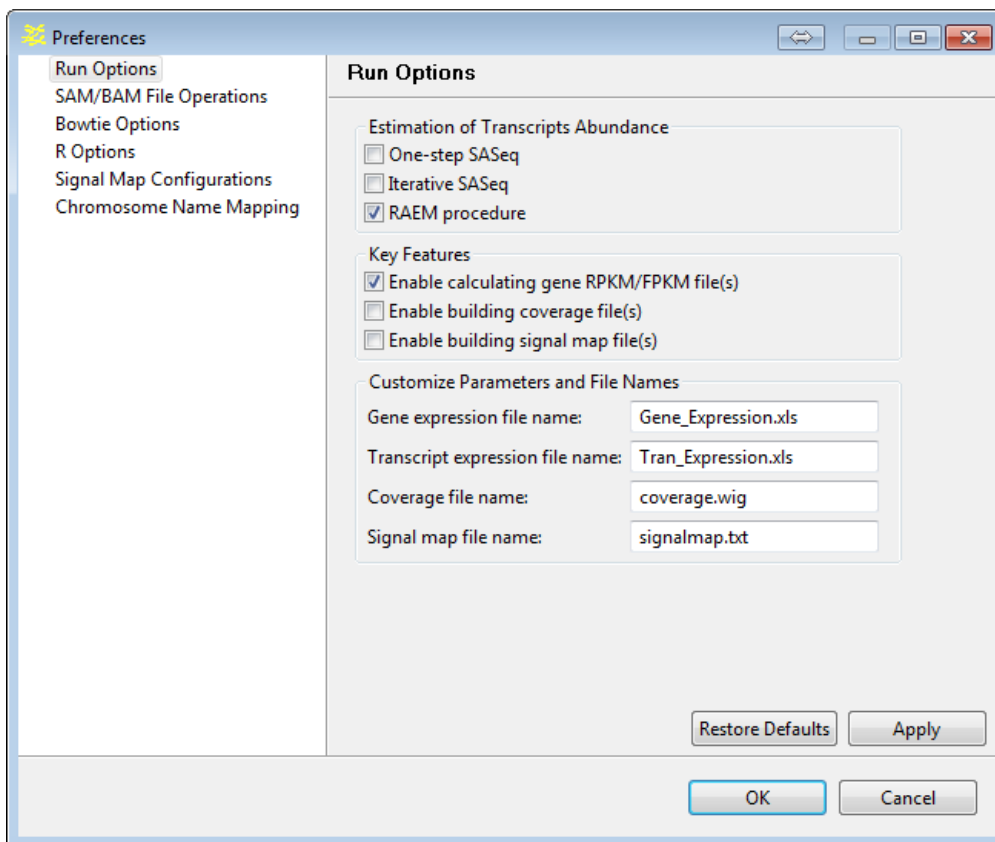 Preferences
Run Options
SAM/BAM File Operations
Bowtie Options
R Options
Signal Map Configurations
Chromosome Name Mapping
Run Options
Estimation of Transcripts Abundance
One-step SASeq
Iterative SASeq
RAEM procedure
Key Features
Enable calculating gene RPKM/FPKM file(s)
Enable building coverage file(s)
Enable building signal map file(s)
Customize Parameters and File Names
Gene expression file name: Gene_Expression.xls
Transcript expression file name: Tran_Expression.xls
Coverage file name: coverage.wig
Signal map file name: signalmap.txt
Restore Defaults Apply
OK Cancel